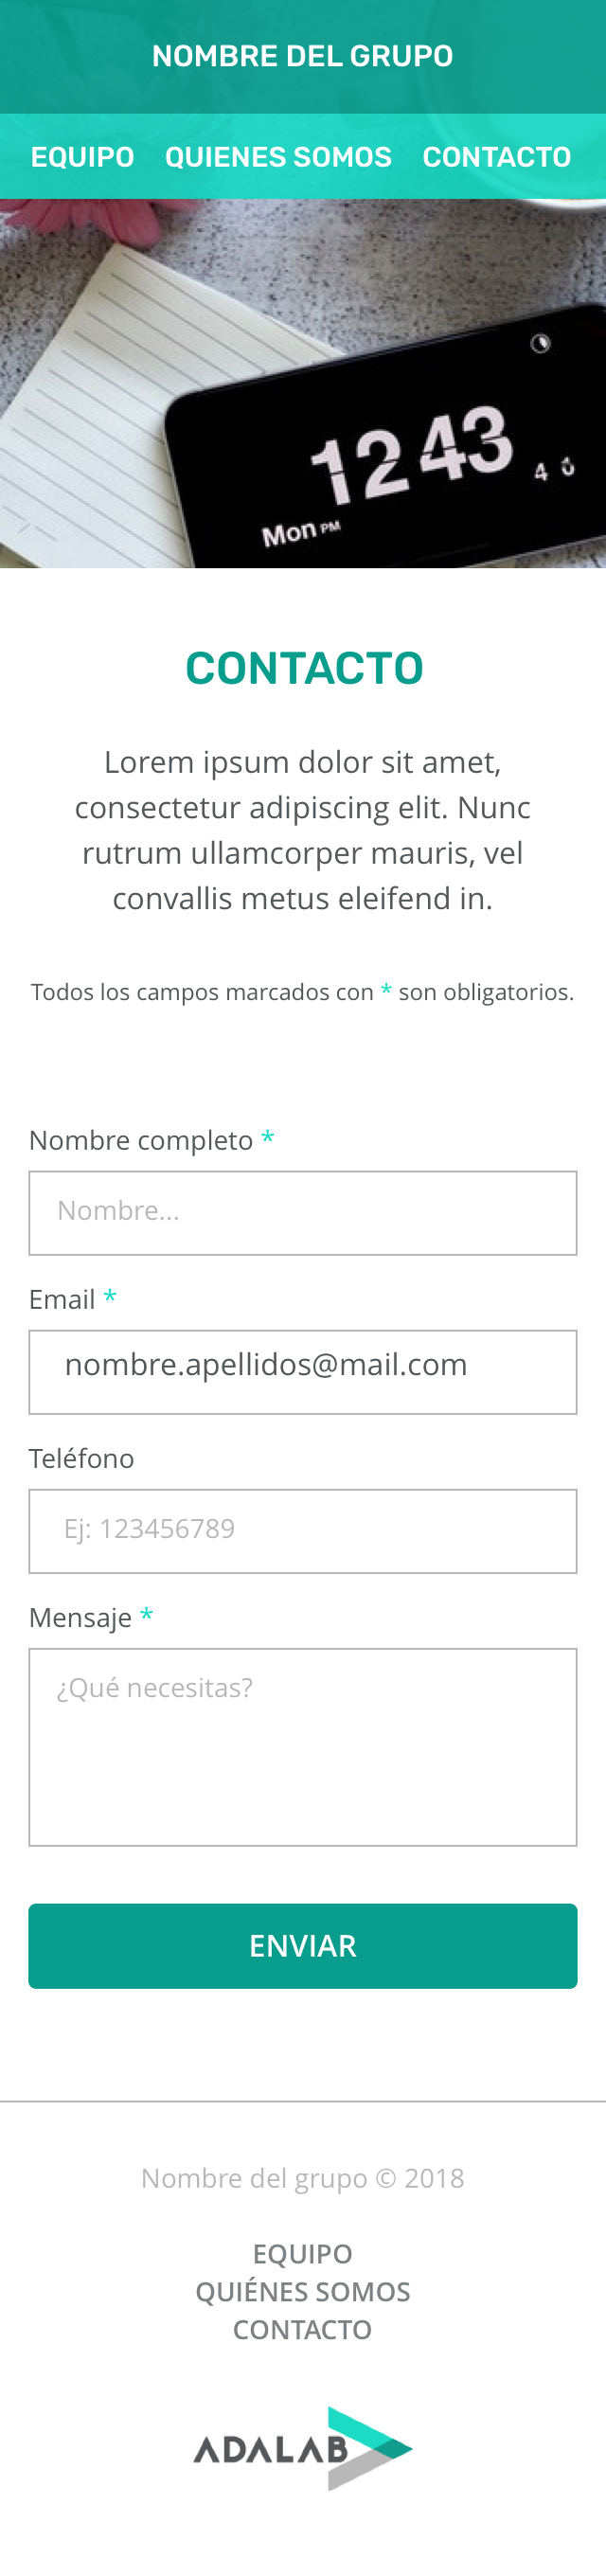 NOMBRE DEL GRUPO
EQUIPO QUIENES SOMOS CONTACTO
12 43
Mon PM
CONTACTO
Lorem ipsum dolor sit amet,
consectetur adipiscing elit. Nunc
rutrum ullamcorper mauris, vel
convallis metus eleifend in.
Todos los campos marcados con * son obligatorios.
Nombre completo *
Nombre...
Email *
nombre.apellidos@mail.com
Teléfono
Ej: 123456789
Mensaje *
¿Qué necesitas?
ENVIAR
Nombre del grupo © 2018
EQUIPO
QUIÉNES SOMOS
CONTACTO
ADALAB